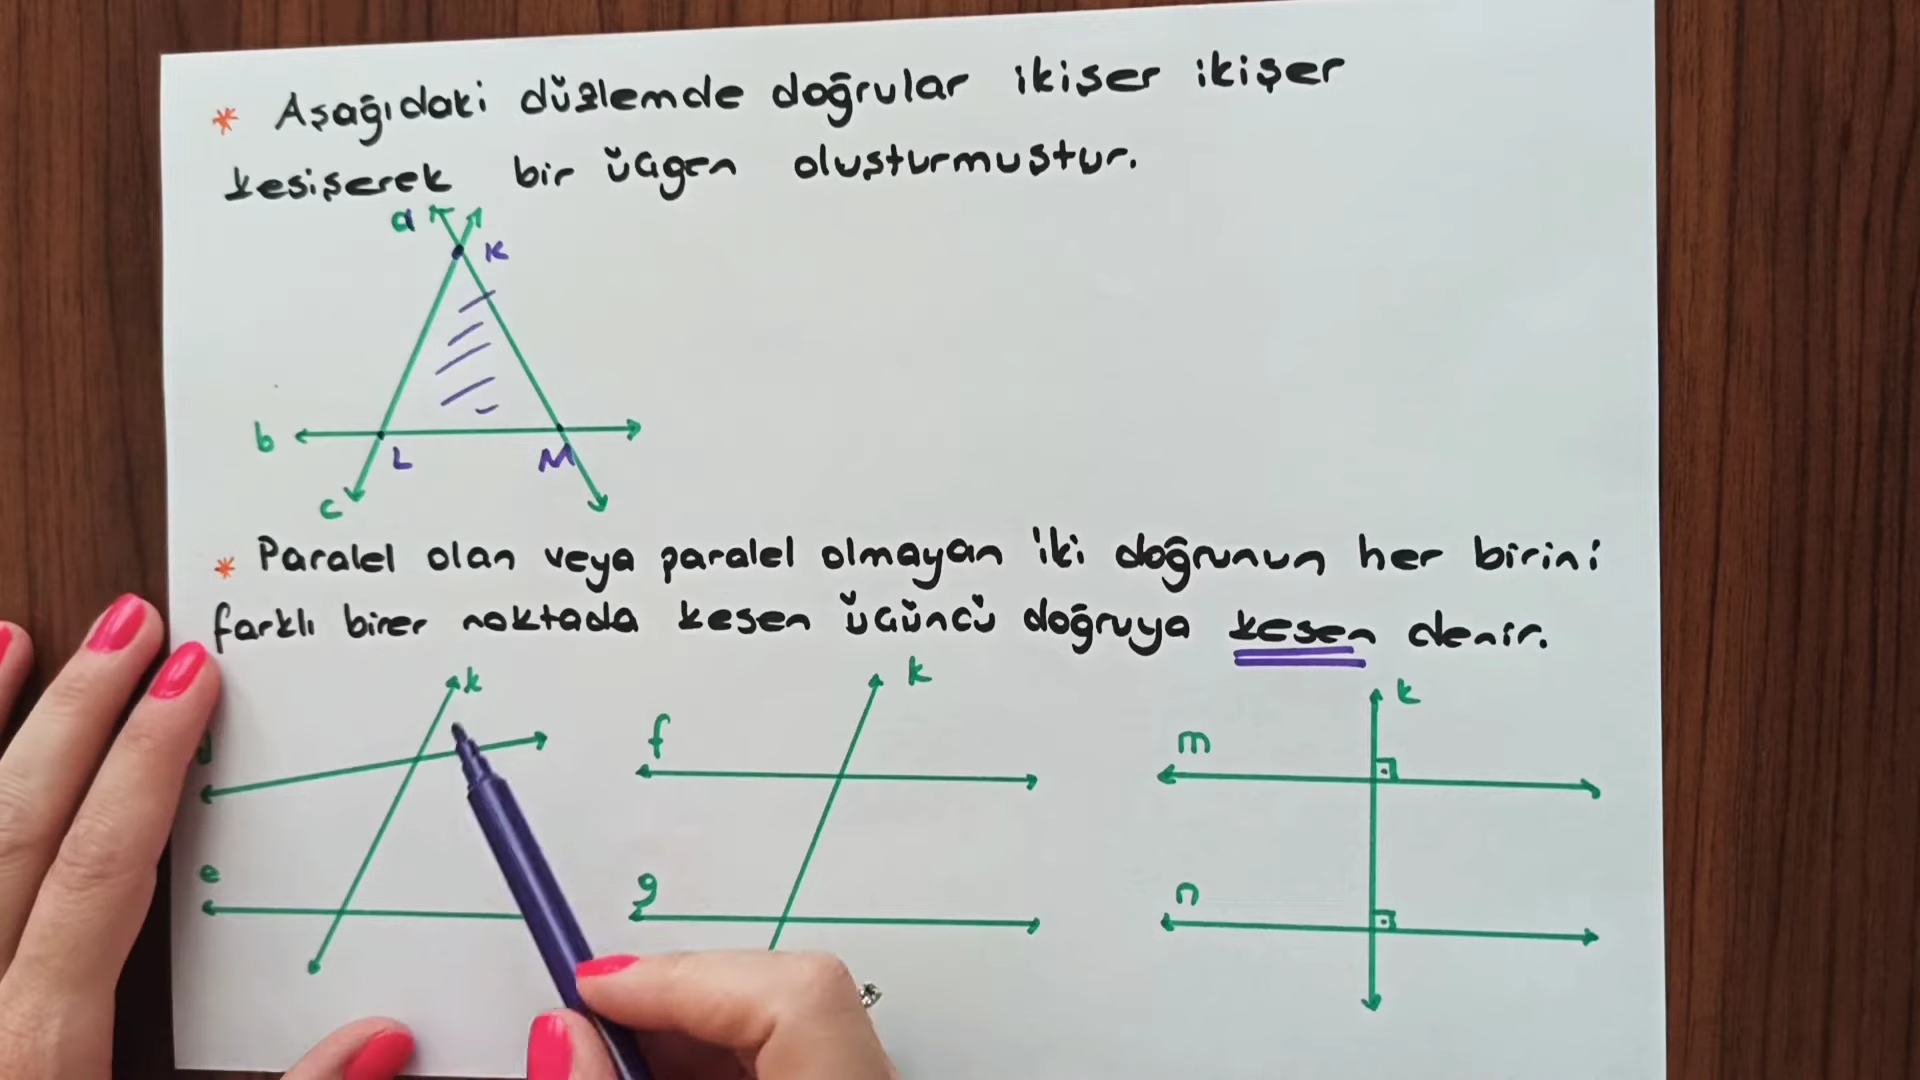 * Aşağıdaki düzlemde doğrular ikişer ikişer
kesişerek bir üçgen oluşturmuştur.
a
K
b
L
M
c
* Paralel olan veya paralel olmayan iki doğrunun her birini
farklı birer noktada kesen üçüncü doğruya kesen denir.
k
k
k
f
m
e
g
n